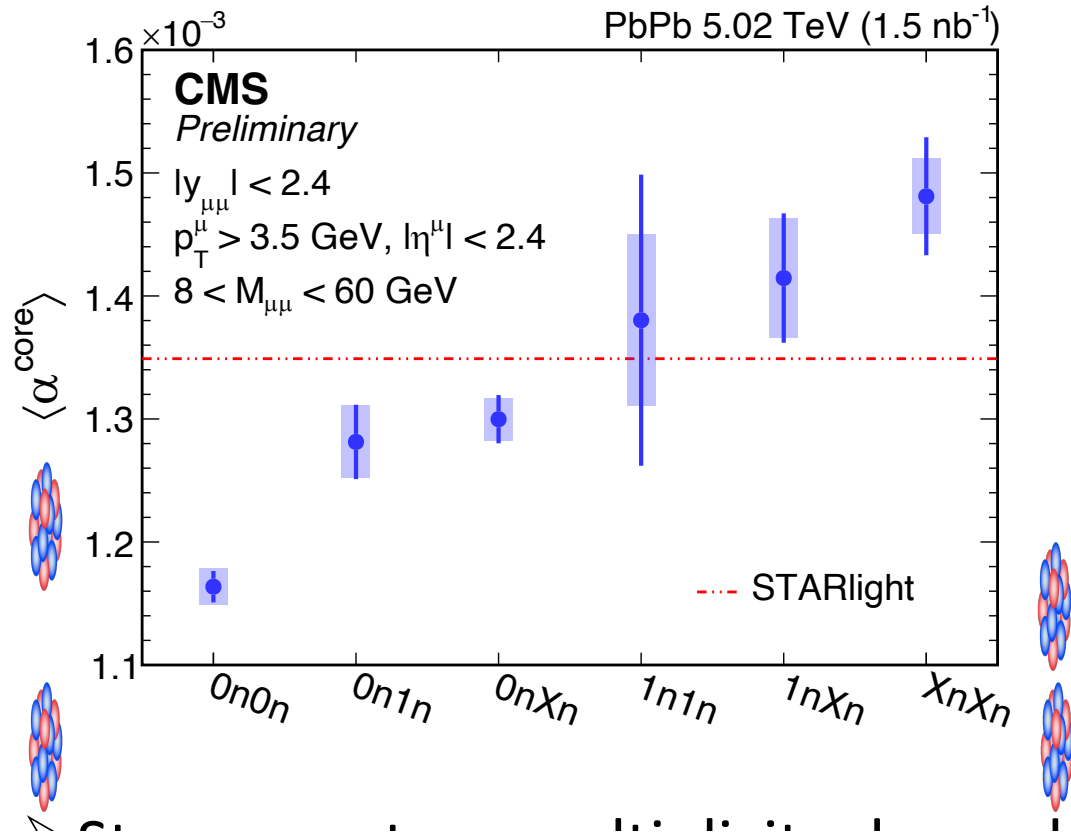 ×10⁻³ PbPb 5.02 TeV (1.5 nb⁻¹)
CMS
Preliminary
|y_μμ| < 2.4
p_T^μ > 3.5 GeV, |η^μ| < 2.4
8 < M_μμ < 60 GeV
⟨α^core⟩
1.6
1.5
1.4
1.3
1.2
1.1
STARlight
0n0n 0n1n 0nXn 1n1n 1nXn XnXn